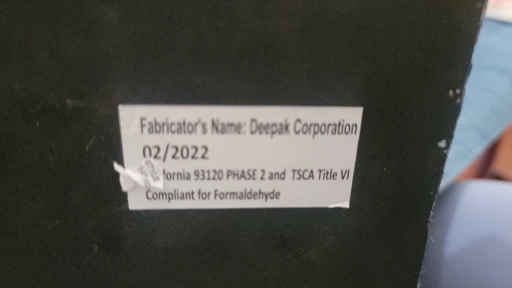 Fabricator's Name: Deepak Corporation
02/2022
fornia 93120 PHASE 2 and TSCA Title VI
Compliant for Formaldehyde